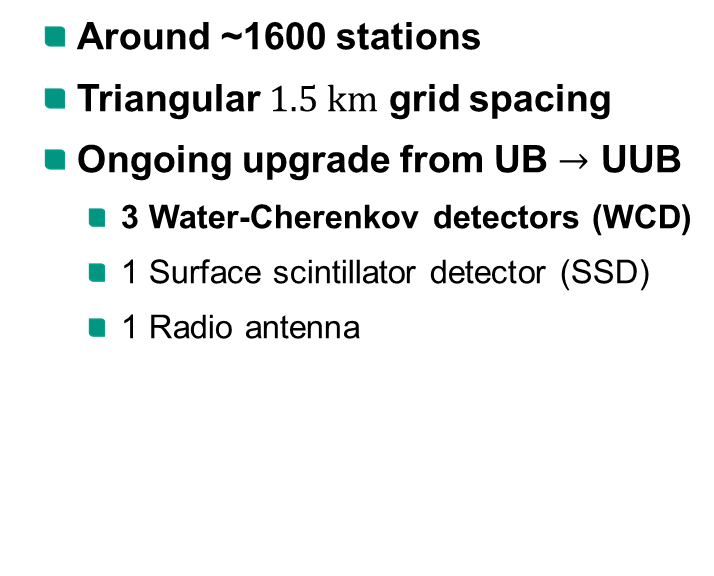 Around ~1600 stations
Triangular 1.5 km grid spacing
Ongoing upgrade from UB → UUB
3 Water-Cherenkov detectors (WCD)
1 Surface scintillator detector (SSD)
1 Radio antenna